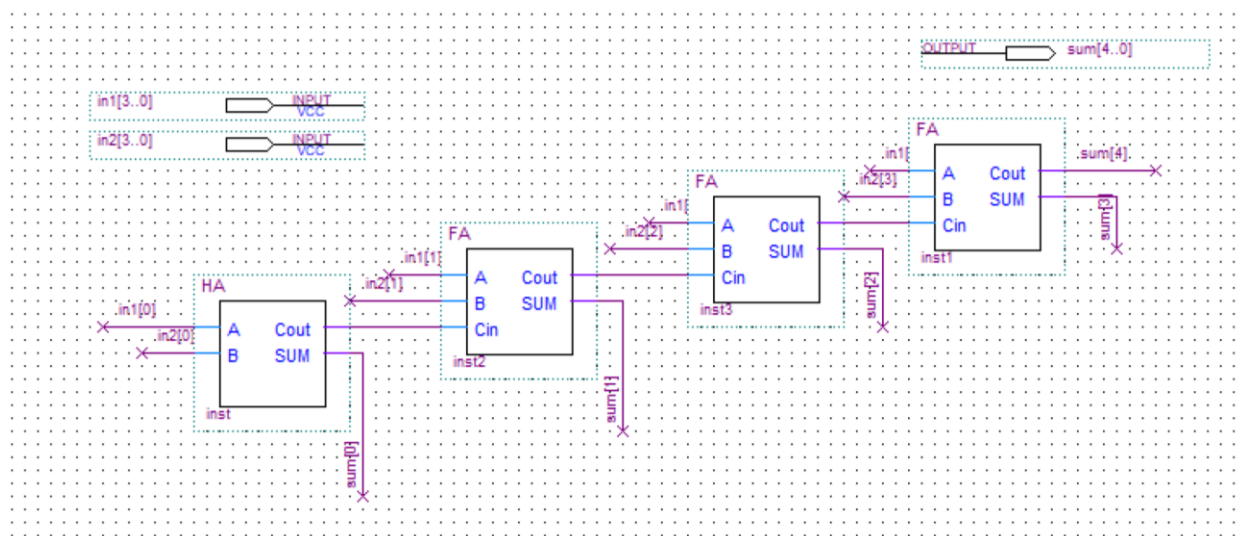 OUTPUT
sum[4..0]
in1[3..0]
INPUT
VCC
in2[3..0]
INPUT
VCC
FA
in1[
in2[3]
A
B
Cin
Cout
SUM
sum[4]
sum[3]
inst1
FA
in1[
in2[2]
A
B
Cin
Cout
SUM
sum[2]
inst3
FA
in1[1]
in2[1]
A
B
Cin
Cout
SUM
sum[1]
inst2
HA
in1[0]
in2[0]
A
B
Cout
SUM
sum[0]
inst